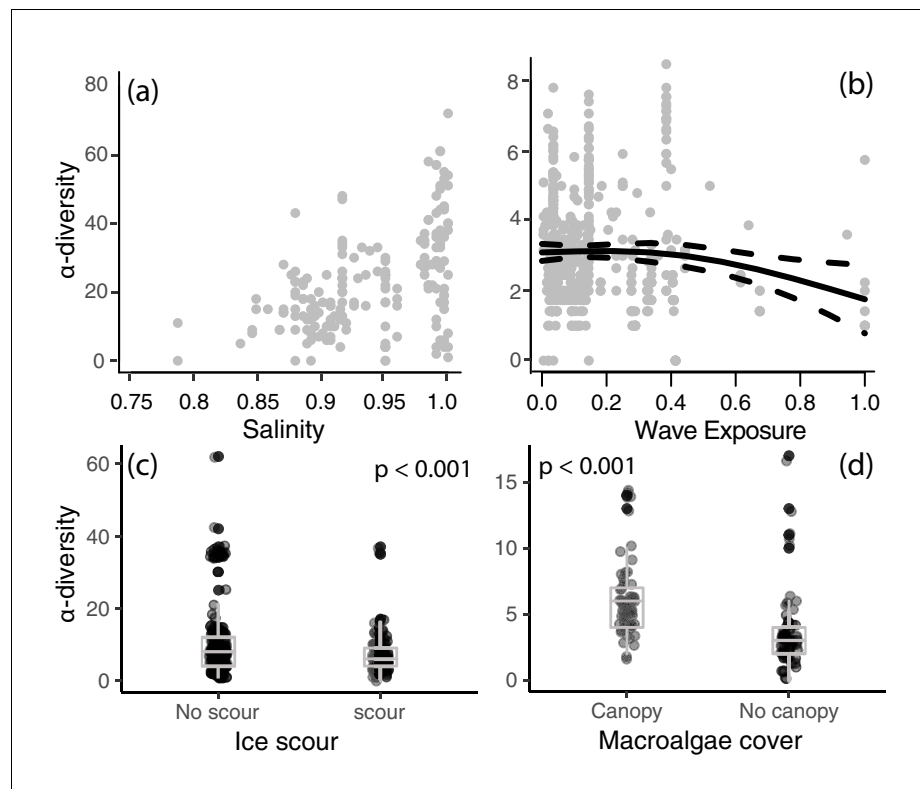 (a)
α-diversity
80
60
40
20
0
0.75 0.8 0.85 0.9 0.95 1.0
Salinity
(b)
8
6
4
2
0
0.0 0.2 0.4 0.6 0.8 1.0
Wave Exposure
(c)
p < 0.001
α-diversity
60
40
20
0
No scour scour
Ice scour
p < 0.001
(d)
15
10
5
0
Canopy No canopy
Macroalgae cover